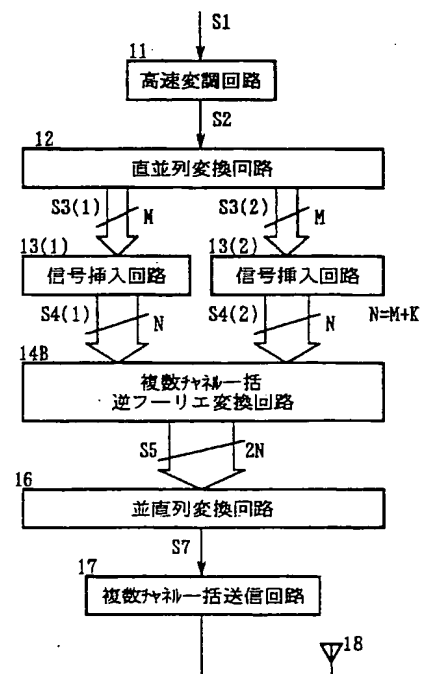 S1
11
高速変調回路
S2
12
直並列変換回路
S3(1) M S3(2) M
13(1) 13(2)
信号挿入回路 信号挿入回路
S4(1) N S4(2) N N=M+K
14B
複数ﾁｬﾈﾙ一括
逆フーリエ変換回路
S5 2N
16
並直列変換回路
S7
17
複数ﾁｬﾈﾙ一括送信回路
18